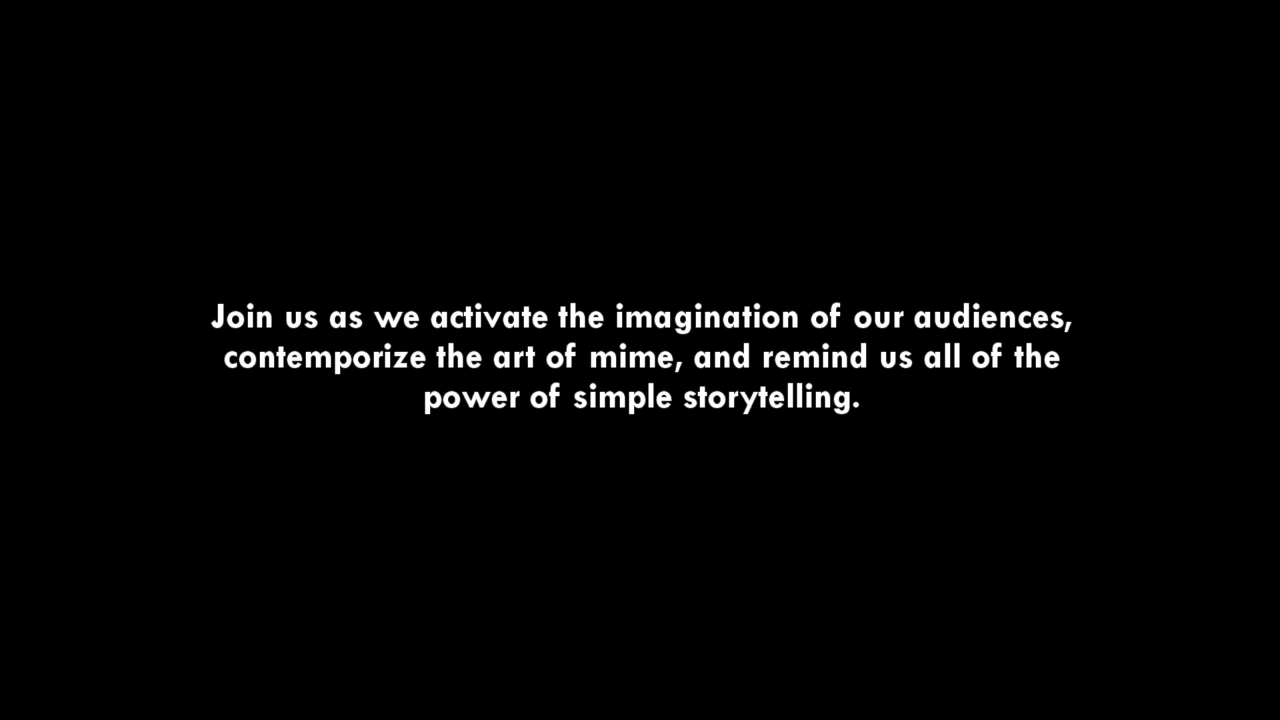 Join us as we activate the imagination of our audiences,
contemporize the art of mime, and remind us all of the
power of simple storytelling.